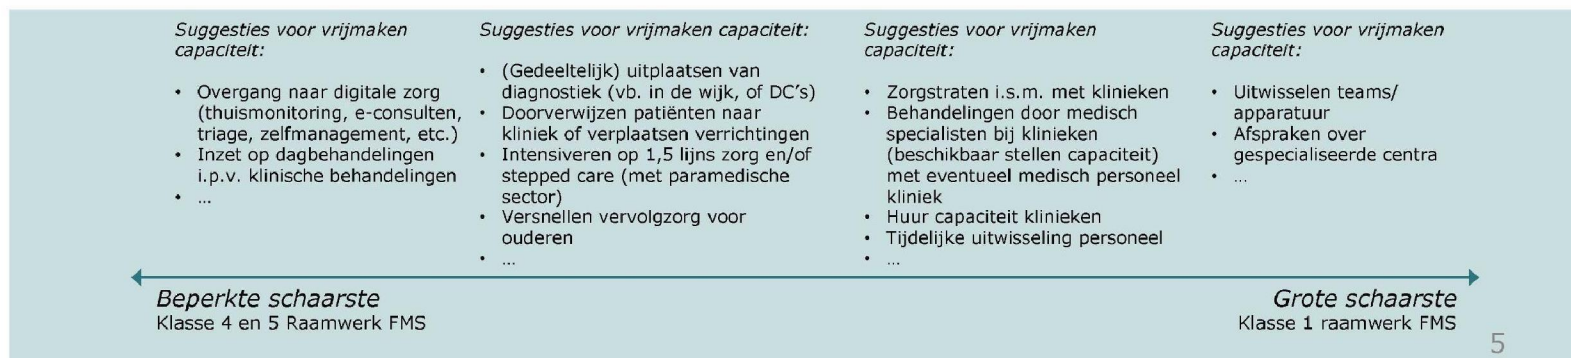 Suggesties voor vrijmaken
capaciteit:
• Overgang naar digitale zorg
(thuismonitoring, e-consulten,
triage, zelfmanagement, etc.)
• Inzet op dagbehandelingen
i.p.v. klinische behandelingen
• ...
Suggesties voor vrijmaken capaciteit:
• (Gedeeltelijk) uitplaatsen van
diagnostiek (vb. in de wijk, of DC's)
• Doorverwijzen patiënten naar
kliniek of verplaatsen verrichtingen
• Intensiveren op 1,5 lijns zorg en/of
stepped care (met paramedische
sector)
• Versnellen vervolgzorg voor
ouderen
• ...
Suggesties voor vrijmaken
capaciteit:
• Zorgstraten i.s.m. met klinieken
• Behandelingen door medisch
specialisten bij klinieken
(beschikbaar stellen capaciteit)
met eventueel medisch personeel
kliniek
• Huur capaciteit klinieken
• Tijdelijke uitwisseling personeel
• ...
Suggesties voor vrijmaken
capaciteit:
• Uitwisselen teams/
apparatuur
• Afspraken over
gespecialiseerde centra
• ...
Beperkte schaarste
Klasse 4 en 5 Raamwerk FMS
Grote schaarste
Klasse 1 raamwerk FMS
5